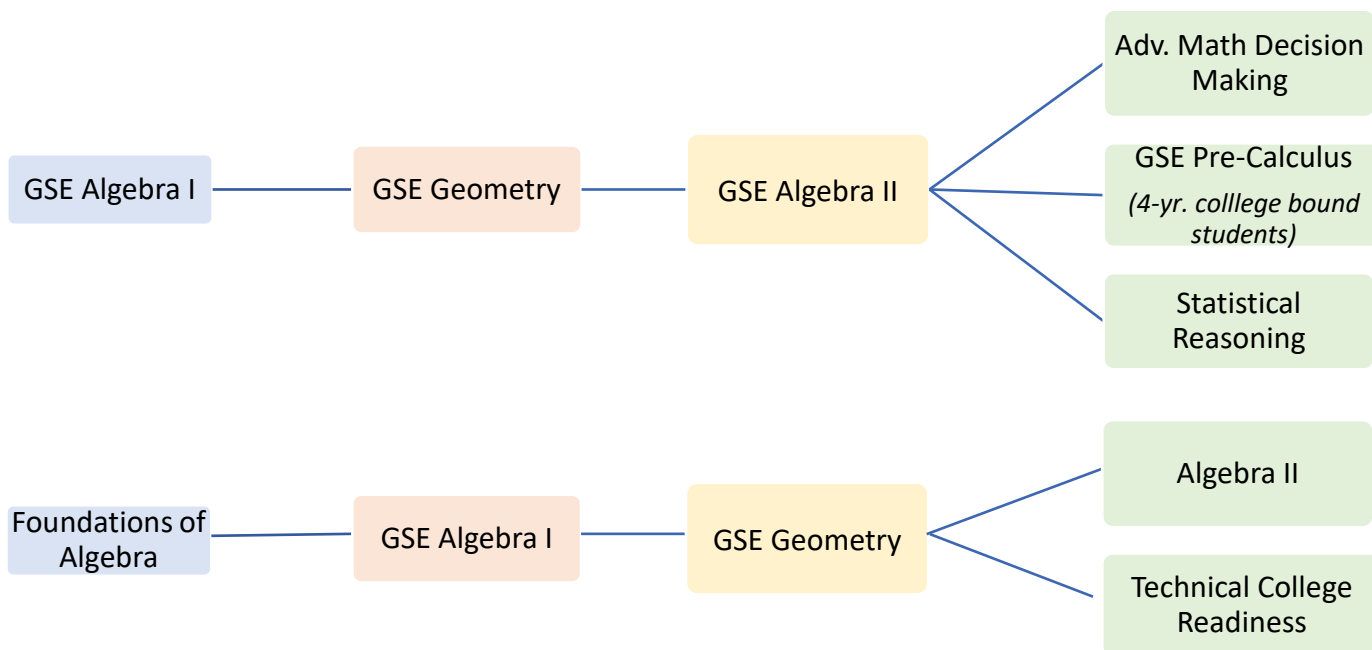 GSE Algebra I
GSE Geometry
GSE Algebra II
Adv. Math Decision
Making
GSE Pre-Calculus
(4-yr. college bound
students)
Statistical
Reasoning
Foundations of
Algebra
GSE Algebra I
GSE Geometry
Algebra II
Technical College
Readiness